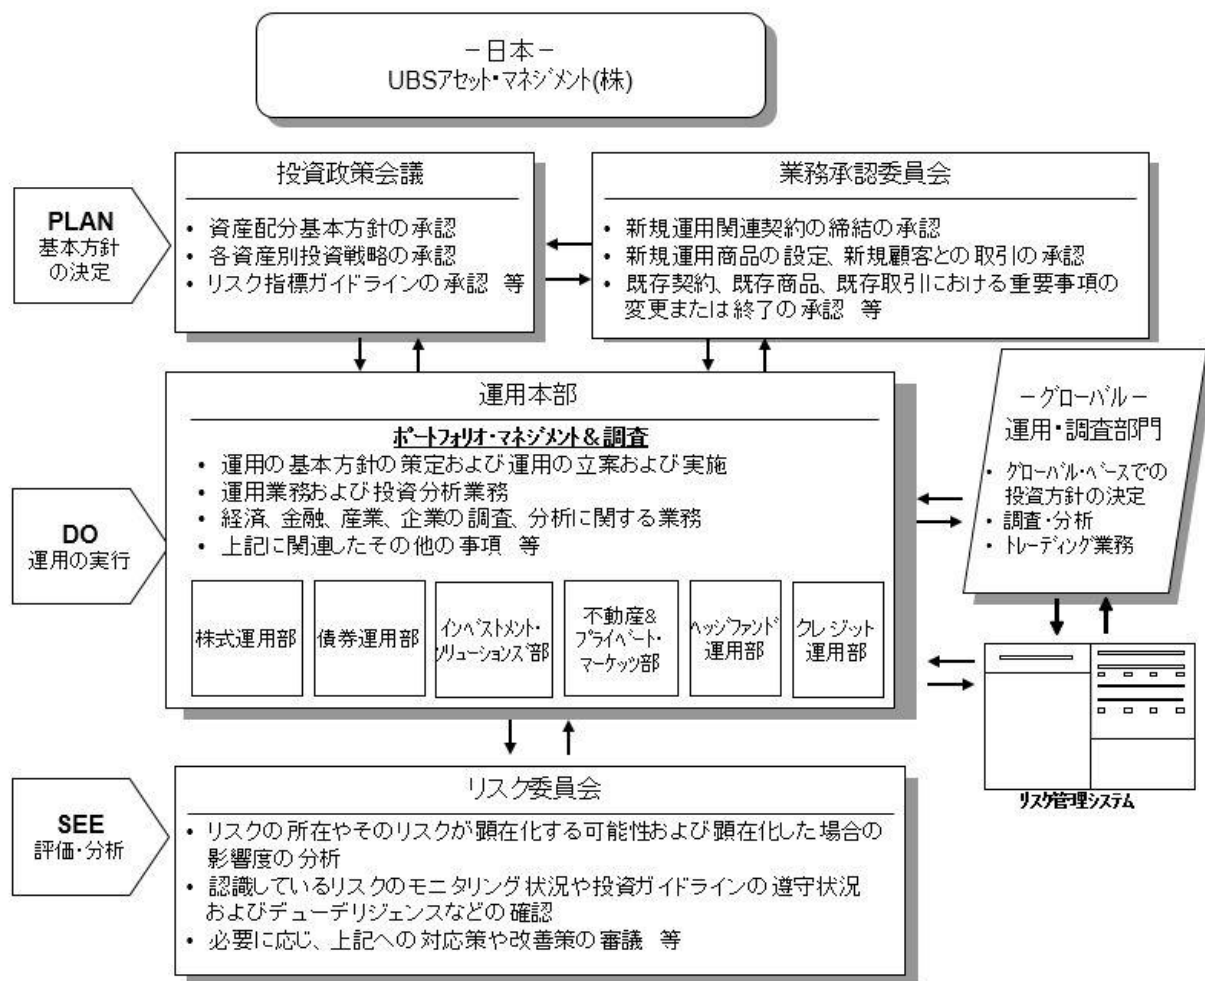 －日本－
UBSアセット・マネジメント(株)
PLAN
基本方針
の決定
投資政策会議
• 資産配分基本方針の承認
• 各資産別投資戦略の承認
• リスク指標ガイドラインの承認 等
業務承認委員会
• 新規運用関連契約の締結の承認
• 新規運用商品の設定、新規顧客との取引の承認
• 既存契約、既存商品、既存取引における重要事項の
変更または終了の承認 等
DO
運用の実行
運用本部
ポートフォリオ・マネジメント＆調査
• 運用の基本方針の策定および運用の立案および実施
• 運用業務および投資分析業務
• 経済、金融、産業、企業の調査、分析に関する業務
• 上記に関連したその他の事項 等
株式運用部
債券運用部
インベストメント・
ソリューションズ部
不動産&
プライベート・
マーケッツ部
ヘッジファンド
運用部
クレジット
運用部
－グローバル－
運用・調査部門
• グローバル・ベースでの
投資方針の決定
• 調査・分析
• トレーディング業務
リスク管理システム
SEE
評価・分析
リスク委員会
• リスクの所在やそのリスクが顕在化する可能性および顕在化した場合の
影響度の分析
• 認識しているリスクのモニタリング状況や投資ガイドラインの遵守状況
およびデューデリジェンスなどの確認
• 必要に応じ、上記への対応策や改善策の審議 等